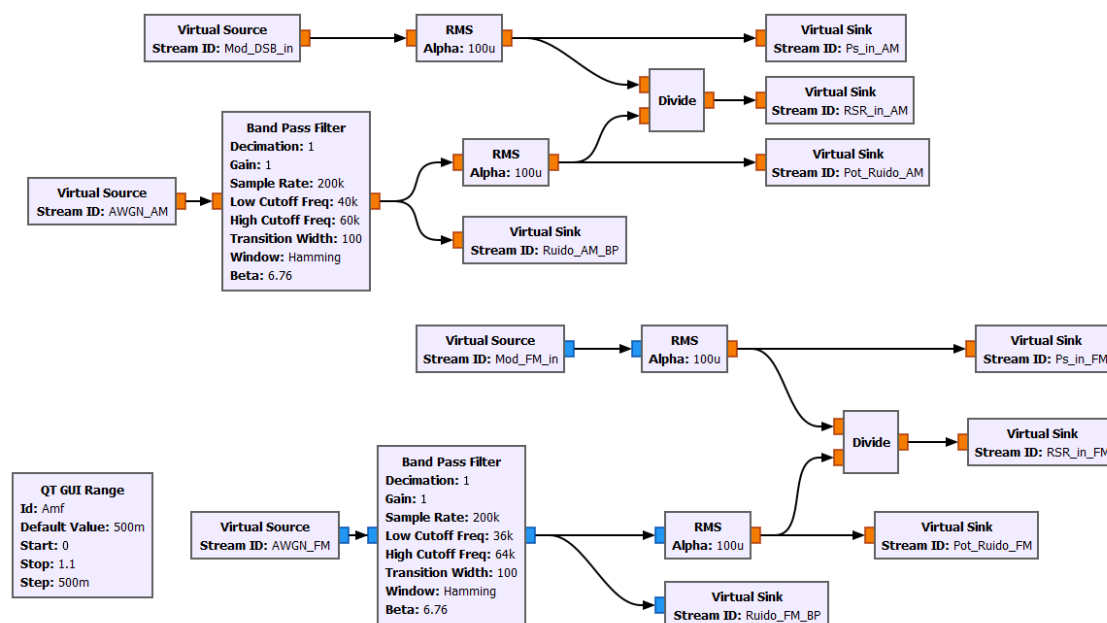 Virtual Source
Stream ID: Mod_DSB_in
RMS
Alpha: 100u
Virtual Sink
Stream ID: Ps_in_AM
Divide
Virtual Sink
Stream ID: RSR_in_AM
Band Pass Filter
Decimation: 1
Gain: 1
Sample Rate: 200k
Low Cutoff Freq: 40k
High Cutoff Freq: 60k
Transition Width: 100
Window: Hamming
Beta: 6.76
RMS
Alpha: 100u
Virtual Sink
Stream ID: Pot_Ruido_AM
Virtual Source
Stream ID: AWGN_AM
Virtual Sink
Stream ID: Ruido_AM_BP
Virtual Source
Stream ID: Mod_FM_in
RMS
Alpha: 100u
Virtual Sink
Stream ID: Ps_in_FM
Divide
Virtual Sink
Stream ID: RSR_in_FM
Band Pass Filter
Decimation: 1
Gain: 1
Sample Rate: 200k
Low Cutoff Freq: 36k
High Cutoff Freq: 64k
Transition Width: 100
Window: Hamming
Beta: 6.76
QT GUI Range
Id: Amf
Default Value: 500m
Start: 0
Stop: 1.1
Step: 500m
Virtual Source
Stream ID: AWGN_FM
RMS
Alpha: 100u
Virtual Sink
Stream ID: Pot_Ruido_FM
Virtual Sink
Stream ID: Ruido_FM_BP